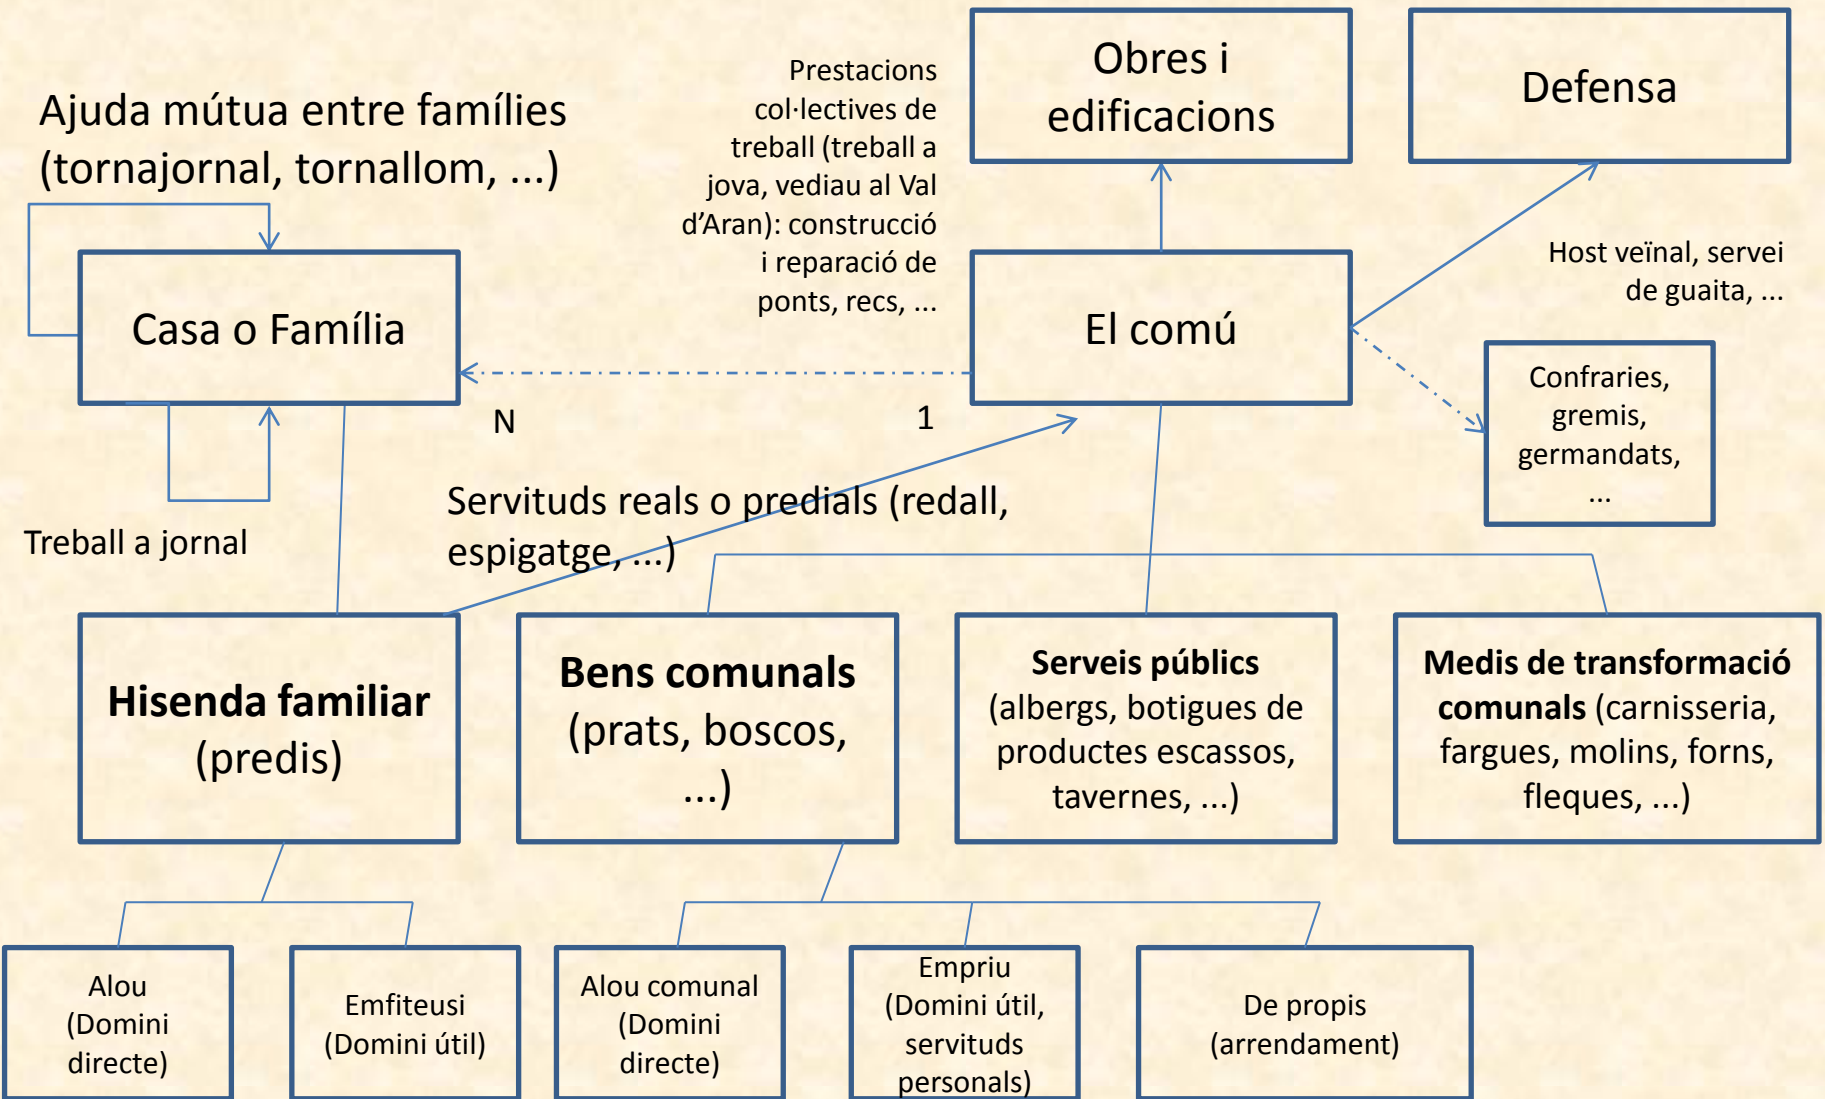 Ajuda mútua entre famílies
(tornajornal, tornallom, ...)
Prestacions
col·lectives de
treball (treball a
jova, vediau al Val
d'Aran): construcció
i reparació de
ponts, recs, ...
Obres i
edificacions
Defensa
Host veïnal, servei
de guaita, ...
Casa o Família
El comú
Confraries,
gremis,
germandats,
...
N
1
Treball a jornal
Servituds reals o predials (redall,
espigatge, ...)
Hisenda familiar
(predis)
Bens comunals
(prats, boscos,
...)
Serveis públics
(albergs, botigues de
productes escassos,
tavernes, ...)
Medis de transformació
comunals (carnisseria,
fargues, molins, forns,
fleques, ...)
Alou
(Domini
directe)
Emfiteusi
(Domini útil)
Alou comunal
(Domini
directe)
Empriu
(Domini útil,
servituds
personals)
De propis
(arrendament)